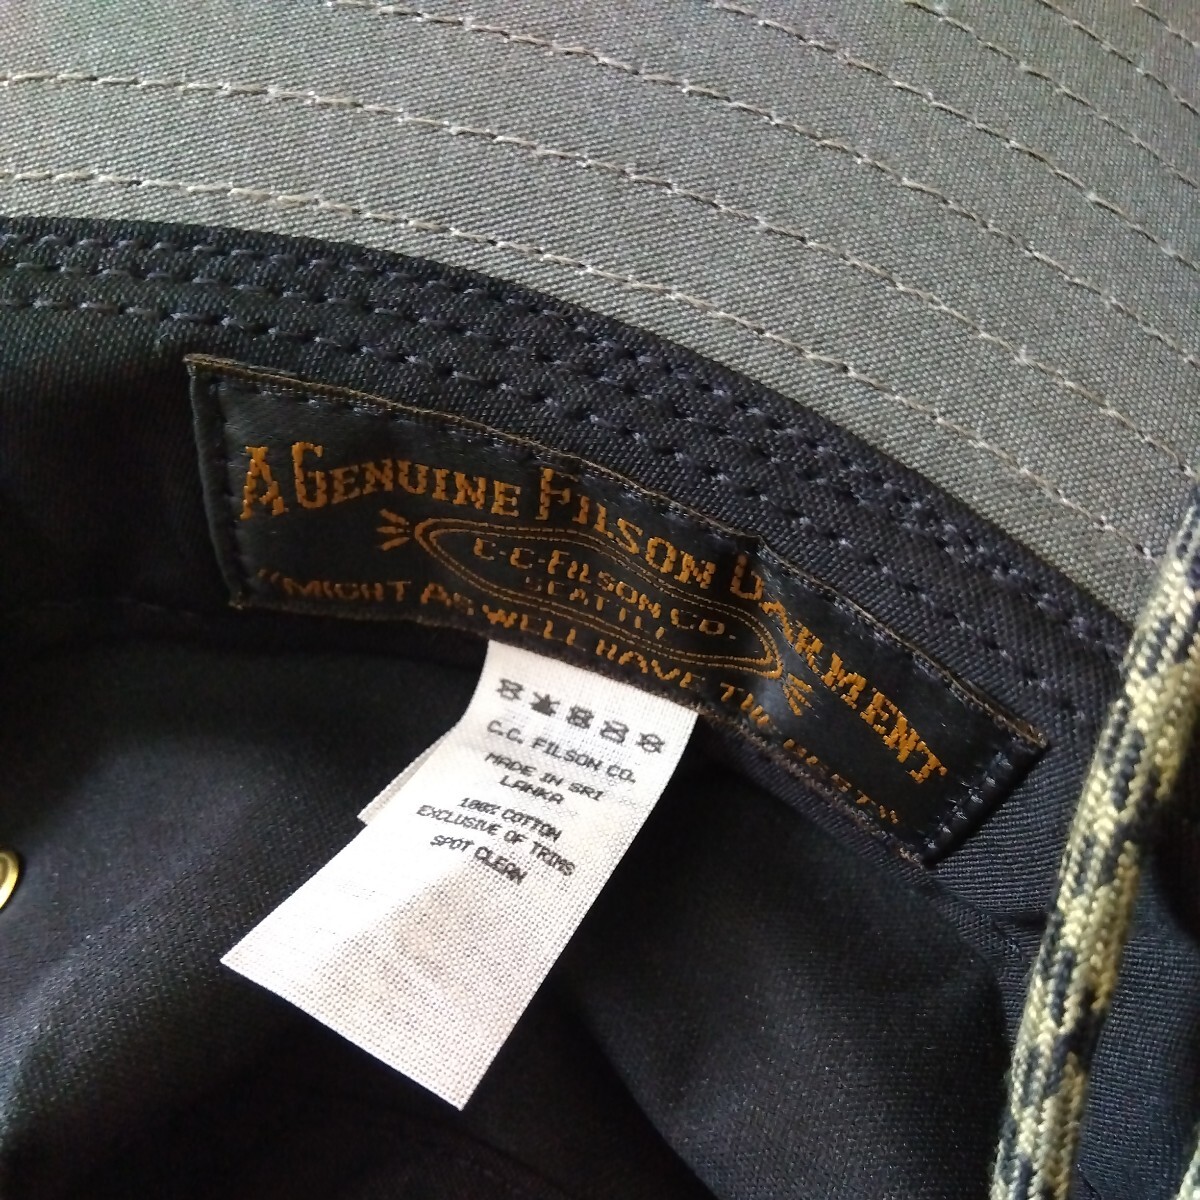 A GENUINE FILSON GARMENT
C.C. FILSON CO.
SEATTLE
"MIGHT AS WELL HAVE THE BEST"
C.C. FILSON CO.
MADE IN SRI
LANKA
100% COTTON
EXCLUSIVE OF TRIMS
SPOT CLEAN